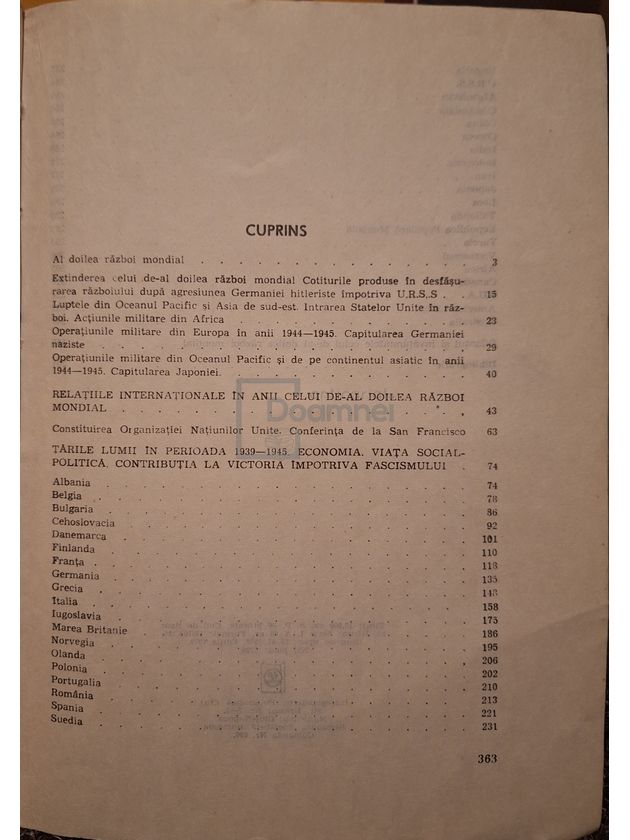 CUPRINS
Al doilea război mondial . . . . . . . . . . . . . . 3
Extinderea celui de-al doilea război mondial Cotiturile produse în desfășu-
rarea războiului după agresiunea Germaniei hitleriste împotriva U.R.S.S . . 15
Luptele din Oceanul Pacific și Asia de sud-est. Intrarea Statelor Unite în răz-
boi. Acțiunile militare din Africa . . . . . . . . . . . . 23
Operațiunile militare din Europa în anii 1944—1945. Capitularea Germaniei
naziste . . . . . . . . . . . . . . . . . 29
Operațiunile militare din Oceanul Pacific și de pe continentul asiatic în anii
1944—1945. Capitularea Japoniei. . . . . . . . . . . . 40
RELAȚIILE INTERNAȚIONALE ÎN ANII CELUI DE-AL DOILEA RĂZBOI
MONDIAL . . . . . . . . . . . . . . . . 43
Constituirea Organizației Națiunilor Unite. Conferința de la San Francisco 63
ȚĂRILE LUMII ÎN PERIOADA 1939—1945. ECONOMIA, VIAȚA SOCIAL-
POLITICĂ, CONTRIBUȚIA LA VICTORIA ÎMPOTRIVA FASCISMULUI . 74
Albania . . . . . . . . . . . . . . . . . 74
Belgia . . . . . . . . . . . . . . . . . 78
Bulgaria . . . . . . . . . . . . . . . . . 86
Cehoslovacia . . . . . . . . . . . . . . . . 92
Danemarca . . . . . . . . . . . . . . . . 101
Finlanda . . . . . . . . . . . . . . . . 110
Franța . . . . . . . . . . . . . . . . . 118
Germania . . . . . . . . . . . . . . . . 135
Grecia . . . . . . . . . . . . . . . . . 148
Italia . . . . . . . . . . . . . . . . . 158
Iugoslavia . . . . . . . . . . . . . . . . 175
Marea Britanie . . . . . . . . . . . . . . . 186
Norvegia . . . . . . . . . . . . . . . . 195
Olanda . . . . . . . . . . . . . . . . . 206
Polonia . . . . . . . . . . . . . . . . . 202
Portugalia . . . . . . . . . . . . . . . . 210
România . . . . . . . . . . . . . . . . 213
Spania . . . . . . . . . . . . . . . . . 221
Suedia . . . . . . . . . . . . . . . . . 231
363
Doamnei